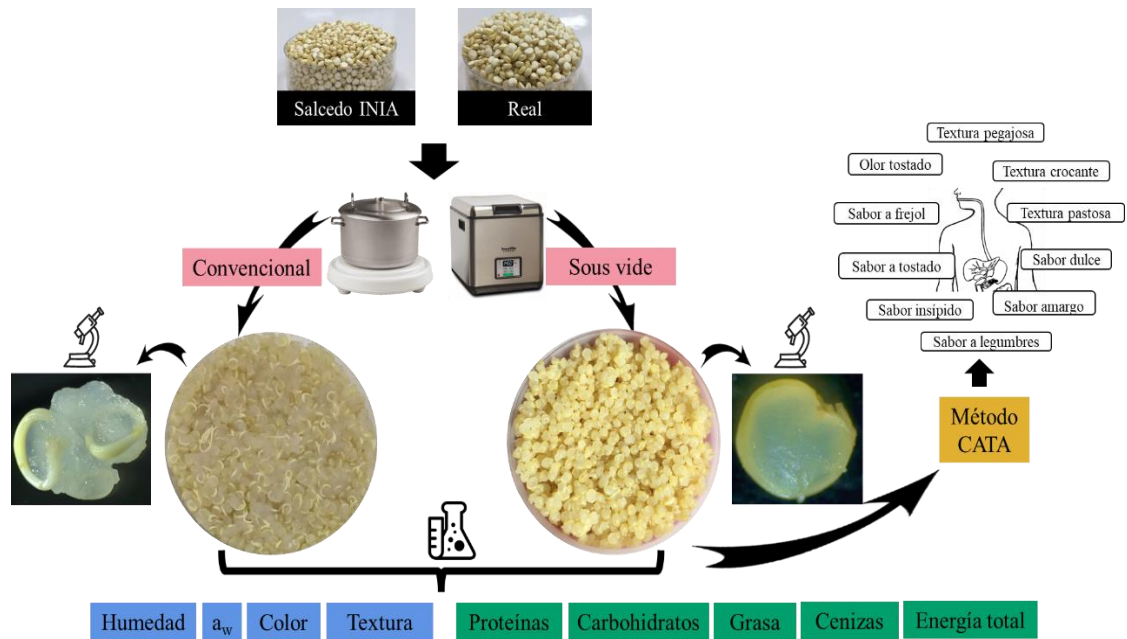 Salcedo INIA
Real
Convencional
Sous vide
Textura pegajosa
Olor tostado
Textura crocante
Sabor a frejol
Textura pastosa
Sabor a tostado
Sabor dulce
Sabor insípido
Sabor amargo
Sabor a legumbres
Método
CATA
Humedad
aw
Color
Textura
Proteínas
Carbohidratos
Grasa
Cenizas
Energía total